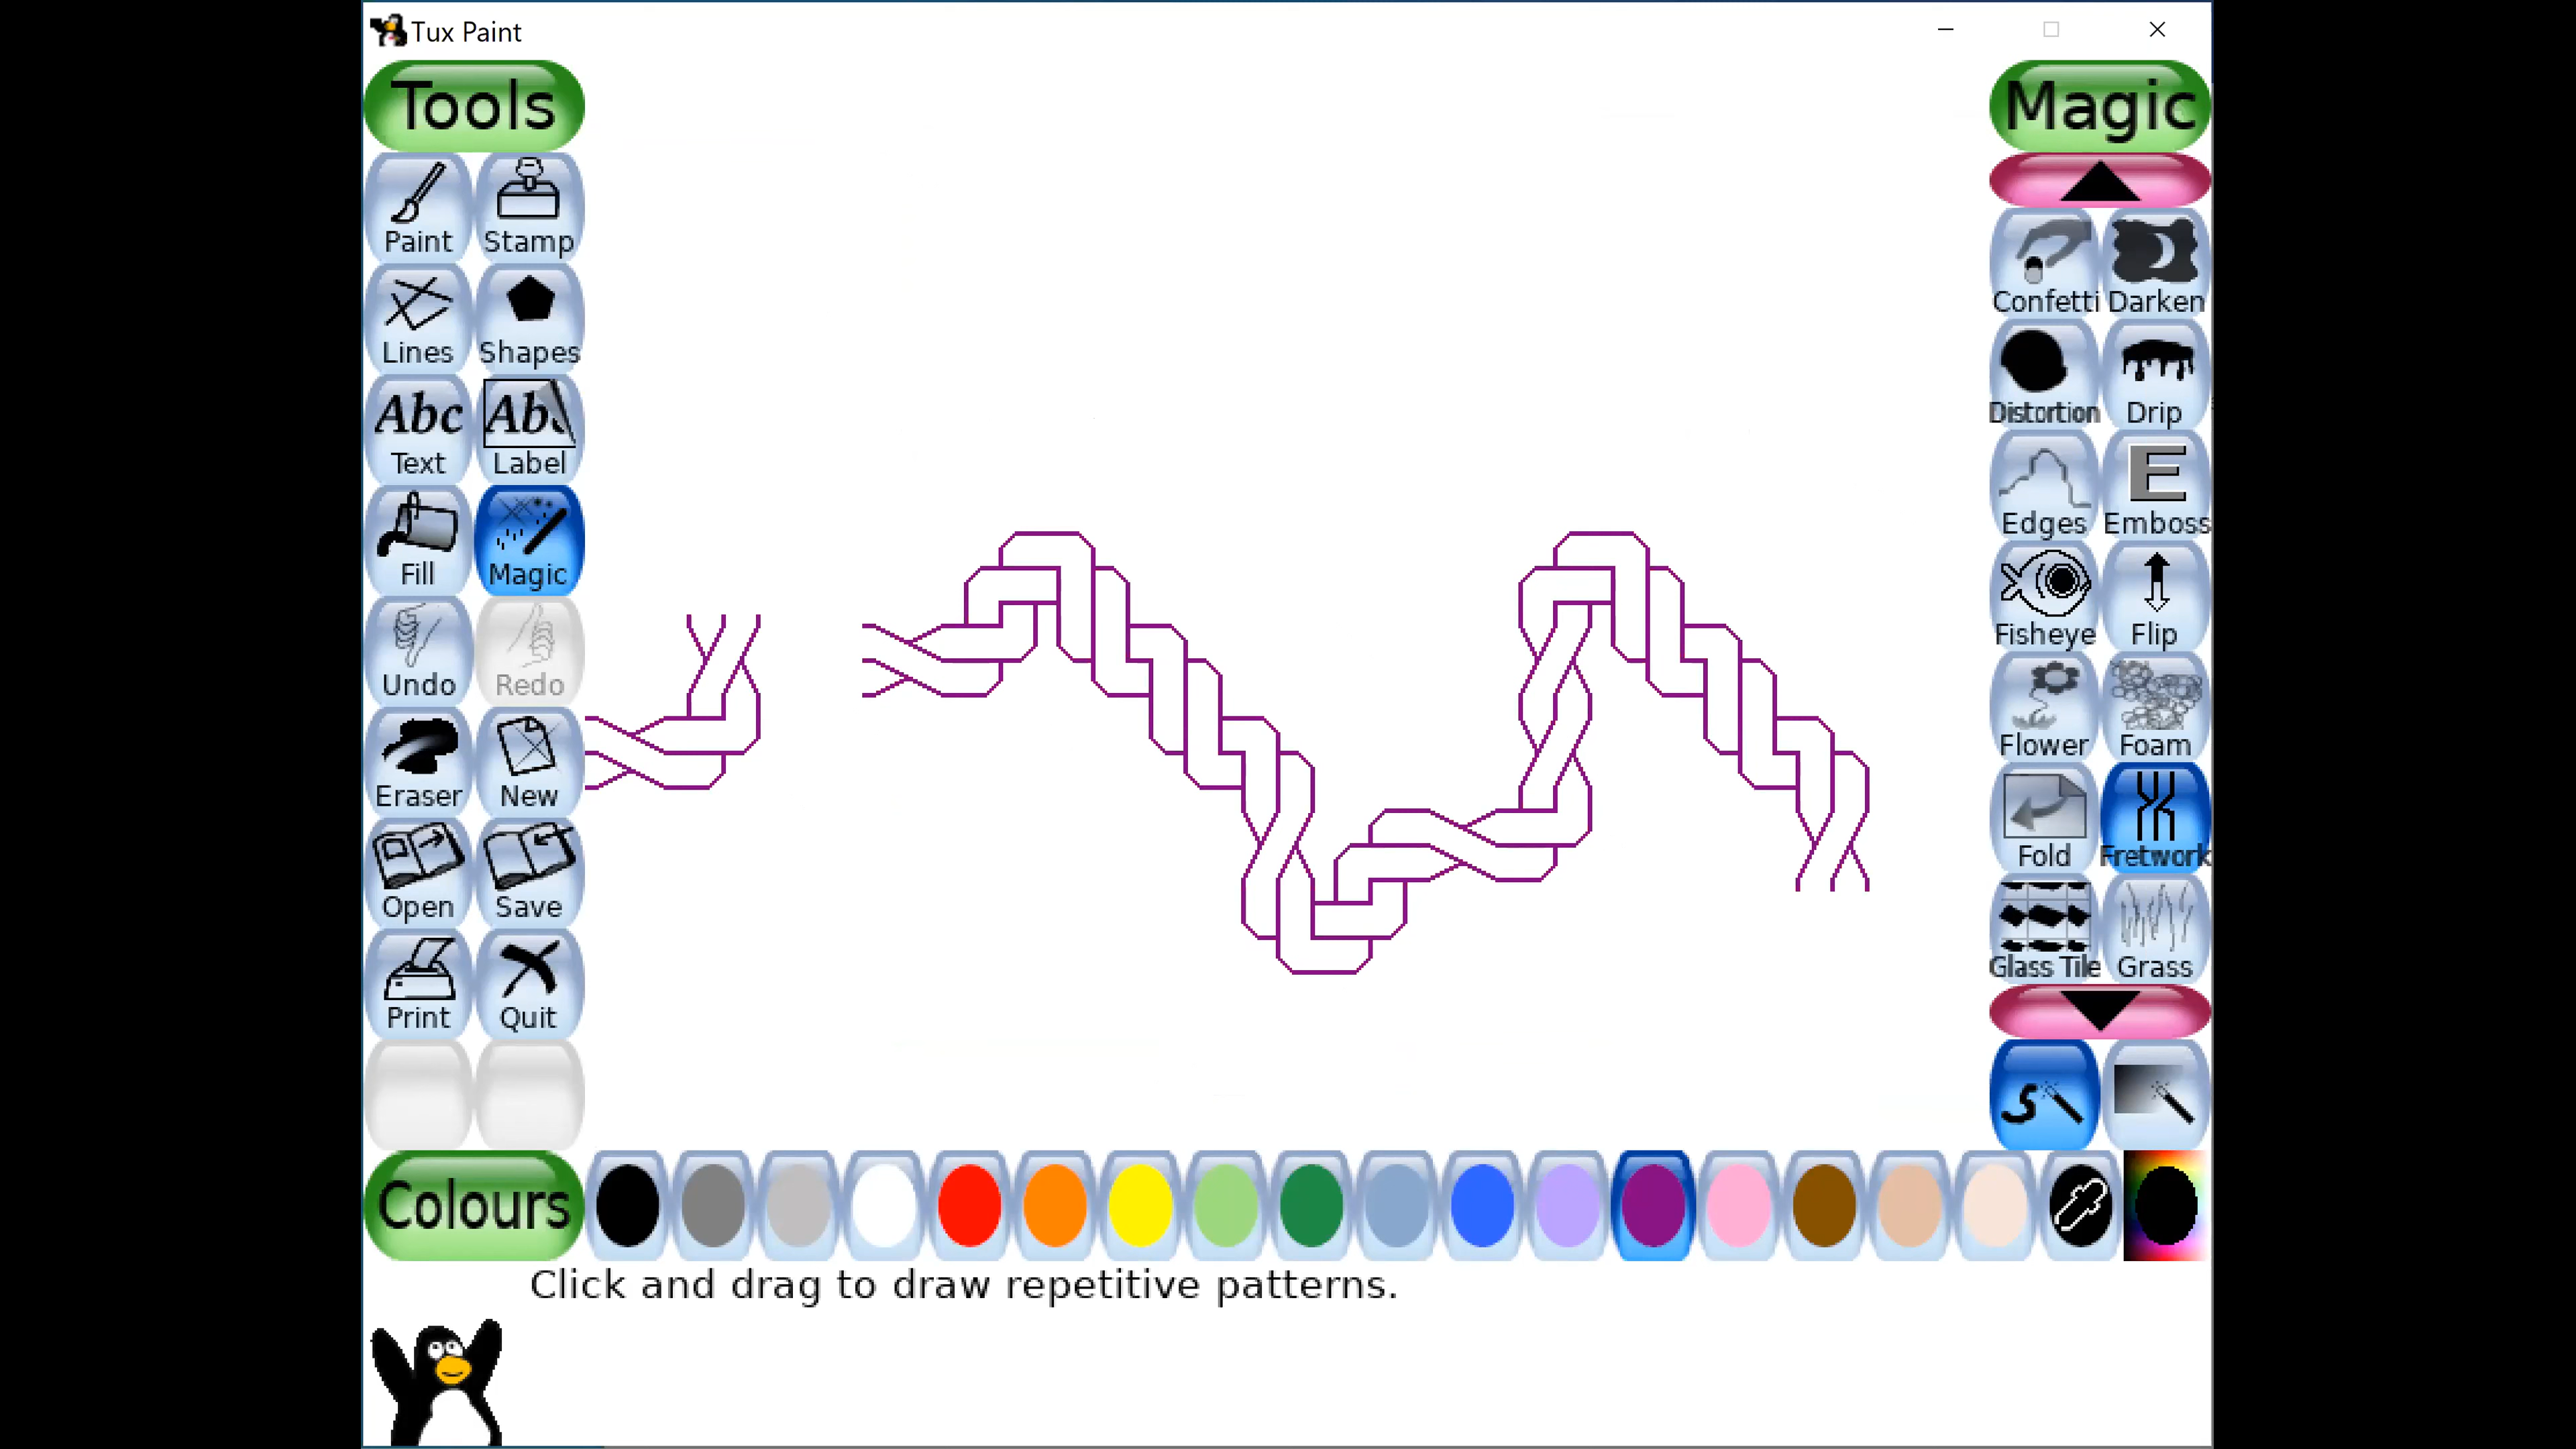 Tux Paint
Tools
Magic
Paint Stamp
Confetti Darken
Lines Shapes
Distortion Drip
Abc Abc
Text Label
E
Edges Emboss
Fill Magic
Fisheye Flip
Undo Redo
Flower Foam
Eraser New
Fold Fretwork
Open Save
Glass Tile Grass
Print Quit
Colours
Click and drag to draw repetitive patterns.